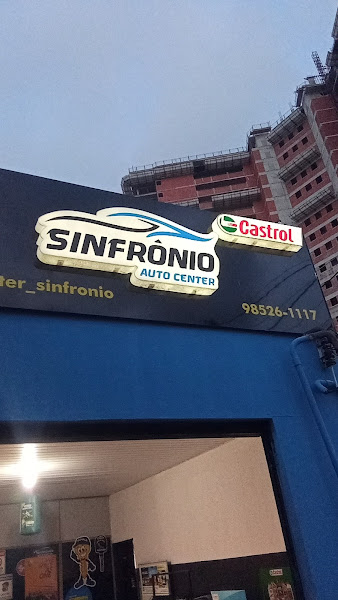 Castrol
SINFRÔNIO
AUTO CENTER
ter_sinfronio
98526-1117